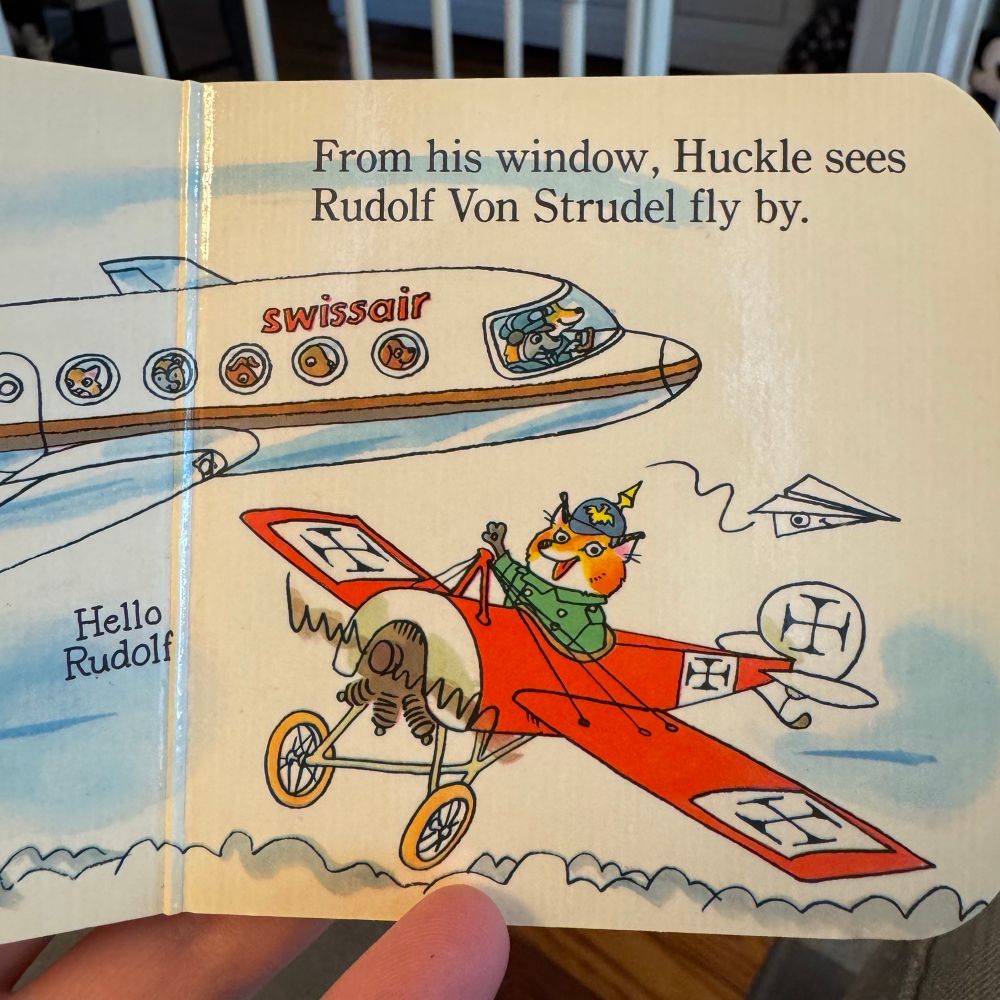 From his window, Huckle sees
Rudolf Von Strudel fly by.
swissair
Hello
Rudolf